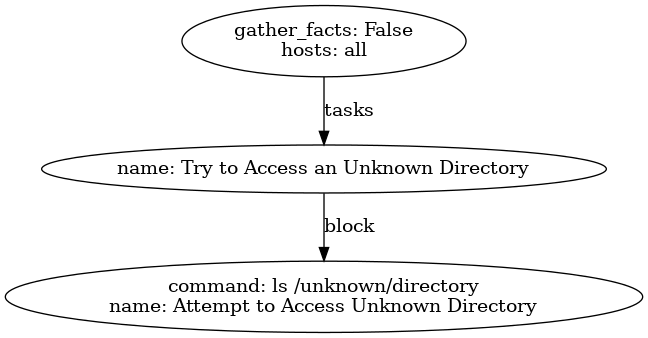 gather_facts: False
hosts: all
tasks
name: Try to Access an Unknown Directory
block
command: ls /unknown/directory
name: Attempt to Access Unknown Directory